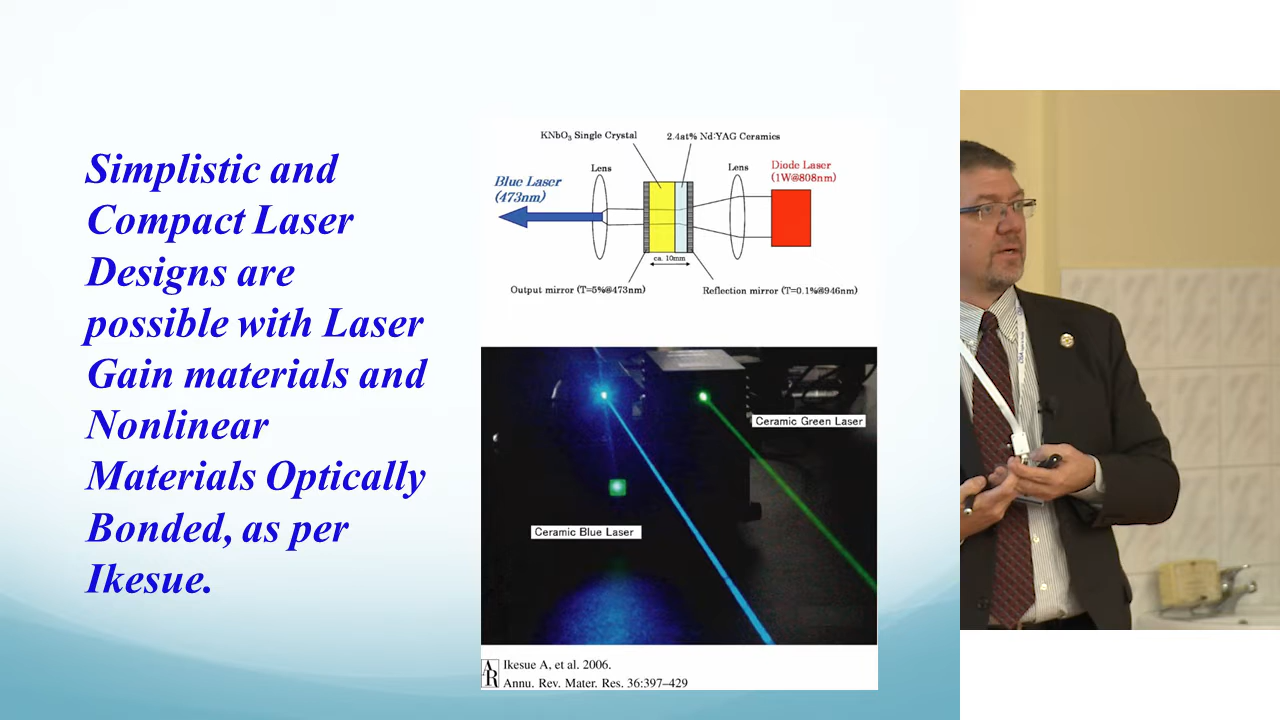 Simplistic and
Compact Laser
Designs are
possible with Laser
Gain materials and
Nonlinear
Materials Optically
Bonded, as per
Ikesue.
KNbO₃ Single Crystal
2.4at% Nd:YAG Ceramics
Lens
Lens
Diode Laser
(1W@808nm)
Blue Laser
(473nm)
ca. 10mm
Output mirror (T=5%@473nm)
Reflection mirror (T=0.1%@946nm)
Ceramic Green Laser
Ceramic Blue Laser
AR
Ikesue A, et al. 2006.
Annu. Rev. Mater. Res. 36:397–429